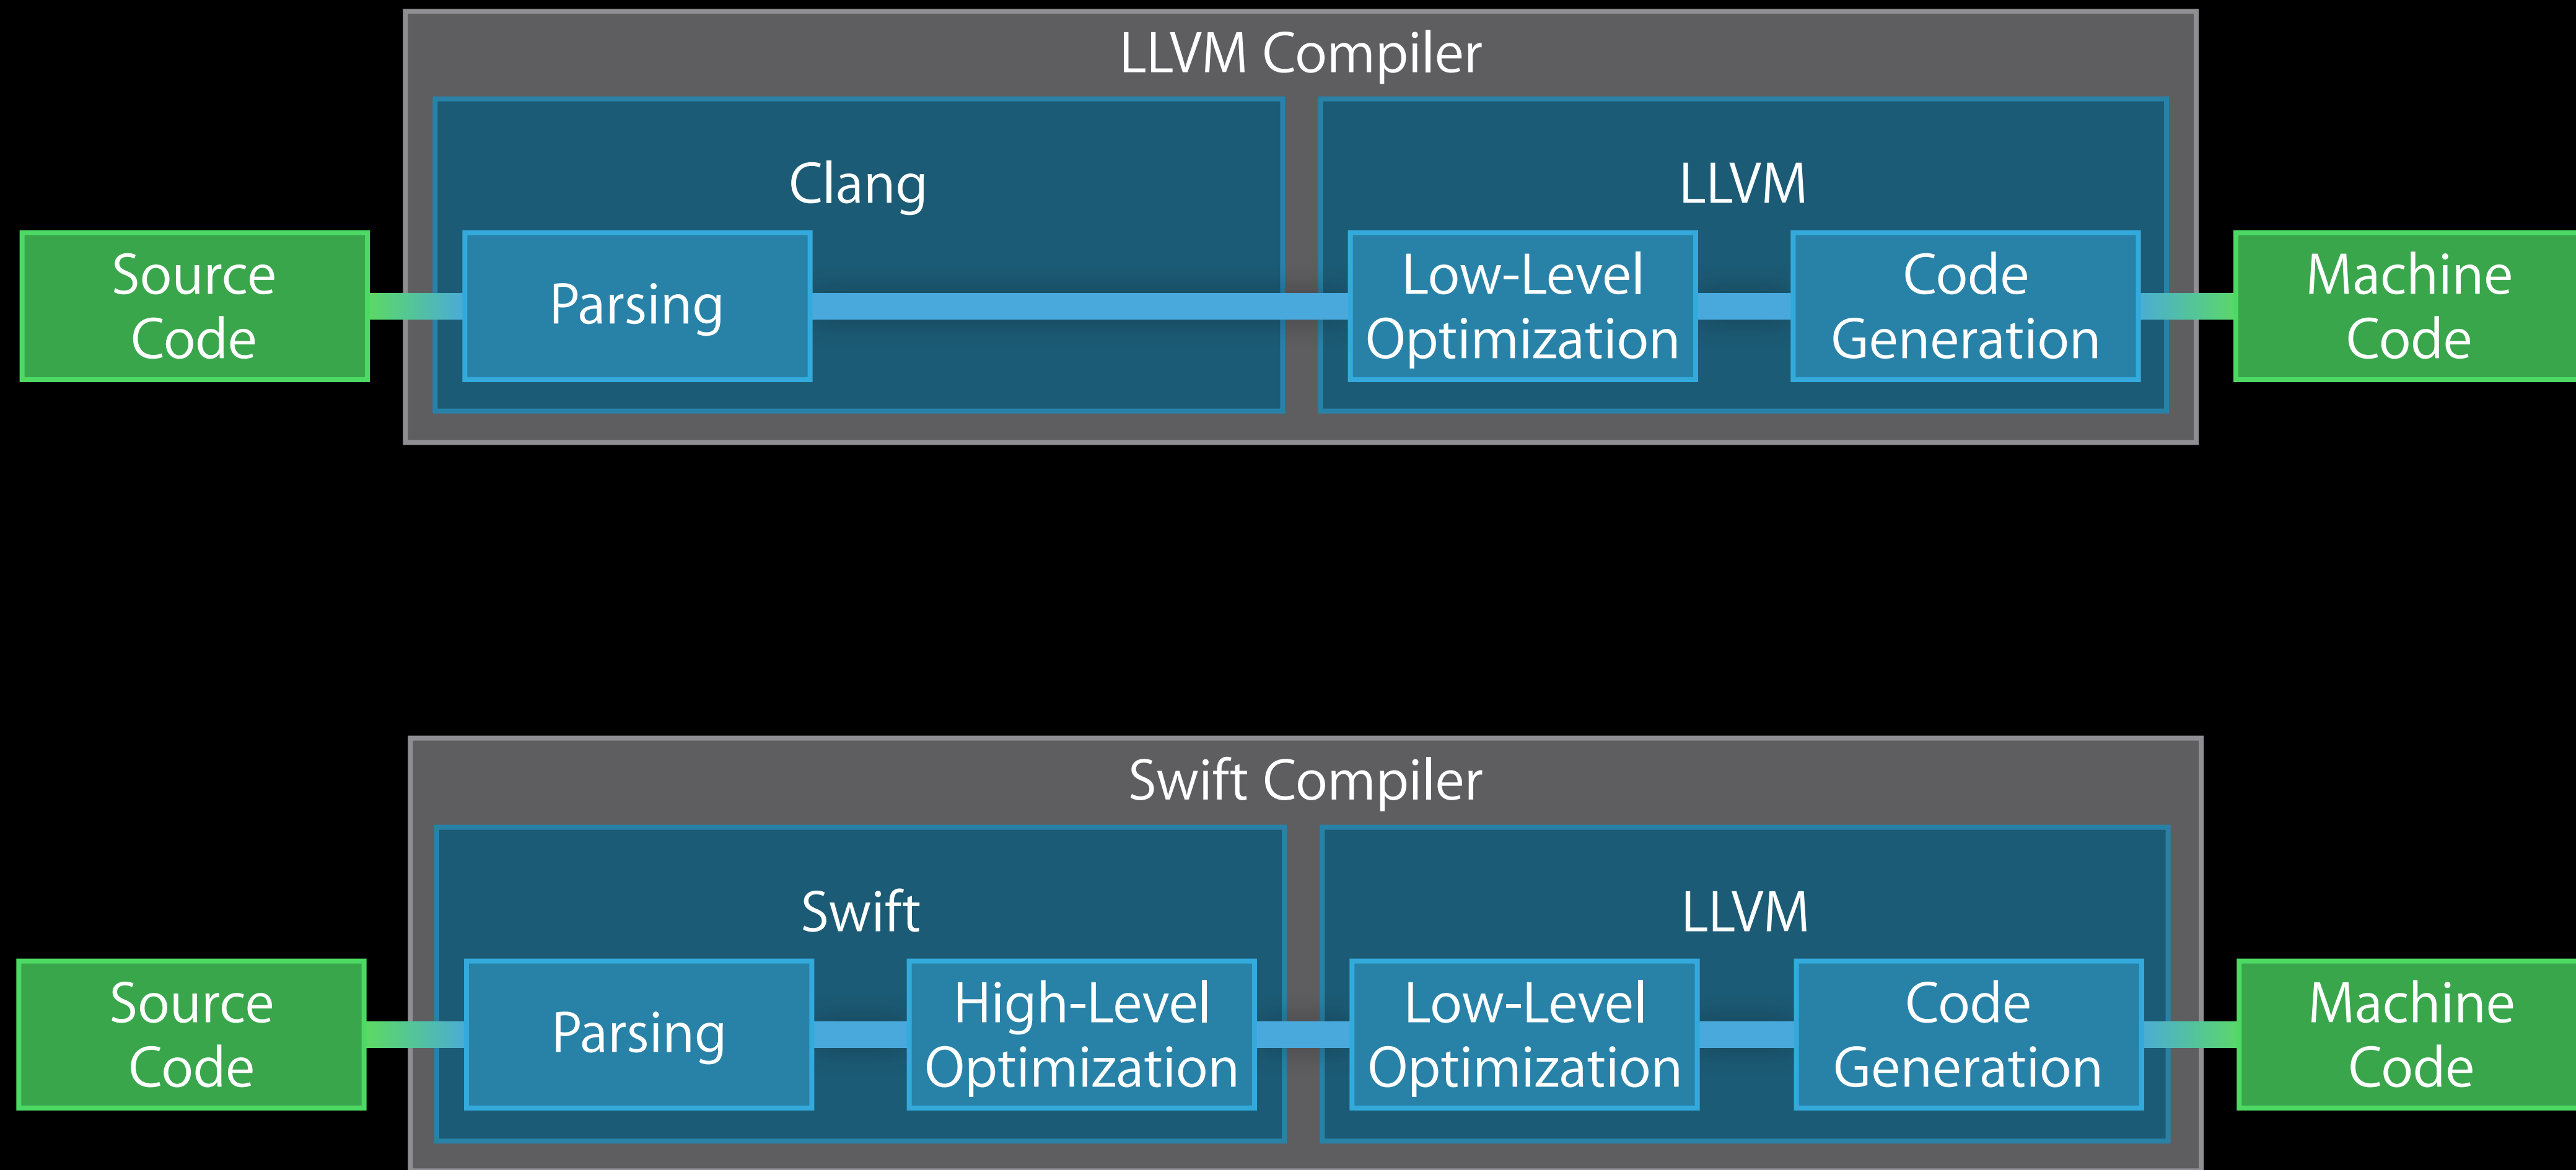 LLVM Compiler
Clang
LLVM
Source
Code
Parsing
Low-Level
Optimization
Code
Generation
Machine
Code
Swift Compiler
Swift
LLVM
Source
Code
Parsing
High-Level
Optimization
Low-Level
Optimization
Code
Generation
Machine
Code